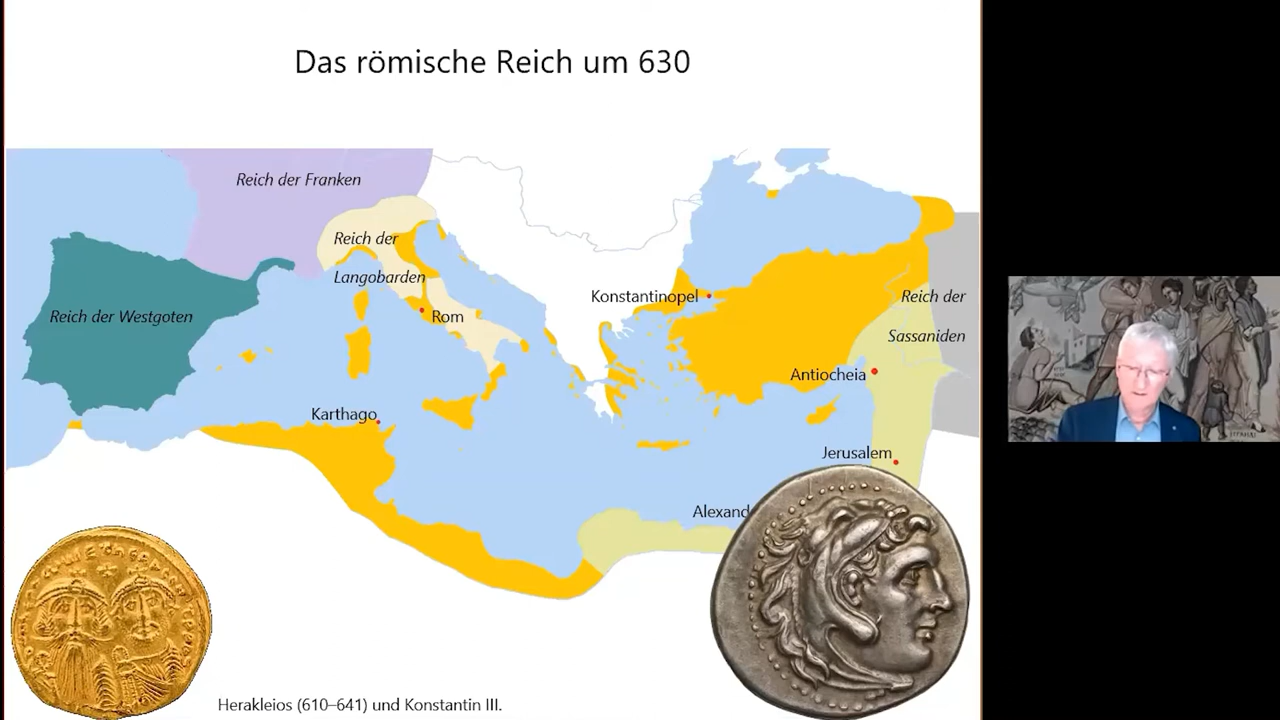 Das römische Reich um 630
Reich der Franken
Reich der
Langobarden
Reich der Westgoten
Rom
Konstantinopel
Reich der
Sassaniden
Antiocheia
Karthago
Jerusalem
Alexand
Herakleios (610–641) und Konstantin III.